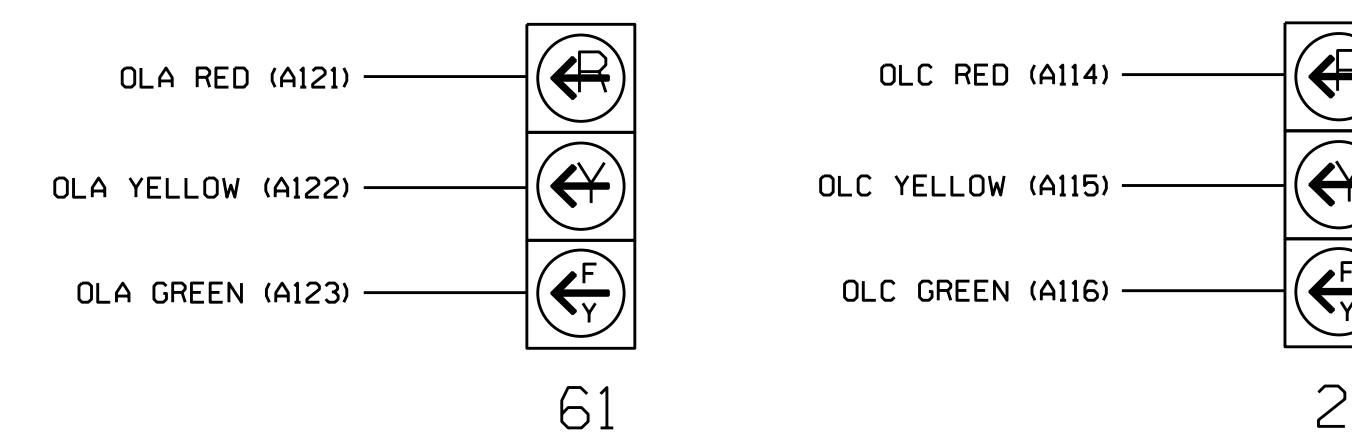 OLA RED (A121)
R
OLA YELLOW (A122)
Y
OLA GREEN (A123)
F
Y
61
OLC RED (A114)
OLC YELLOW (A115)
OLC GREEN (A116)
F
Y
2